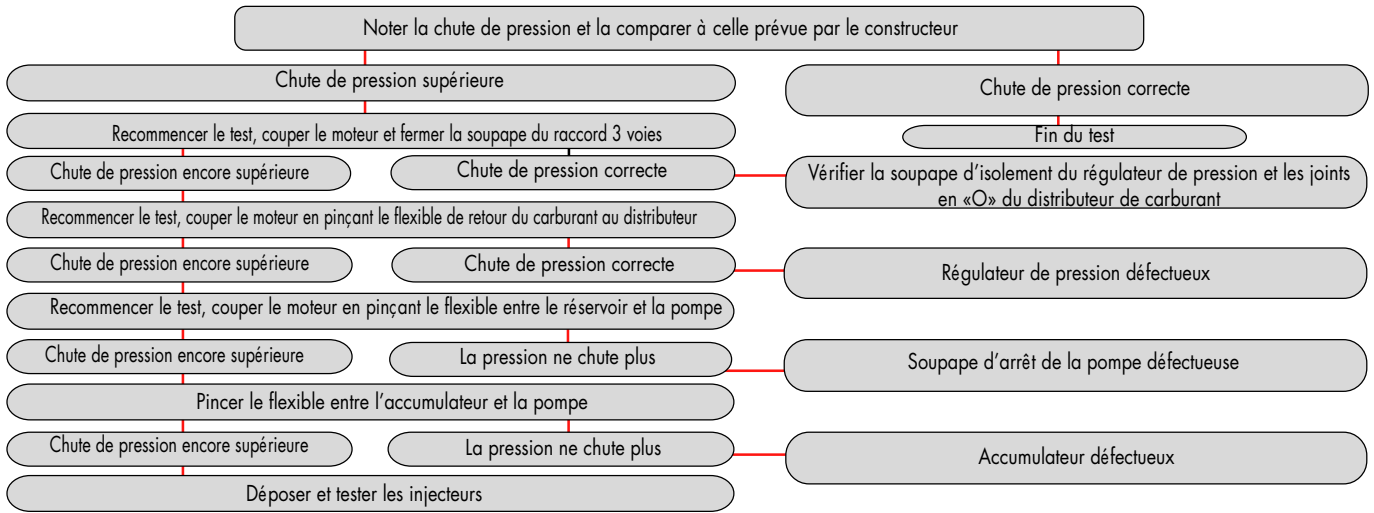 Noter la chute de pression et la comparer à celle prévue par le constructeur
Chute de pression supérieure
Chute de pression correcte
Recommencer le test, couper le moteur et fermer la soupape du raccord 3 voies
Fin du test
Chute de pression encore supérieure
Chute de pression correcte
Vérifier la soupape d'isolement du régulateur de pression et les joints
en «O» du distributeur de carburant
Recommencer le test, couper le moteur en pinçant le flexible de retour du carburant au distributeur
Chute de pression encore supérieure
Chute de pression correcte
Régulateur de pression défectueux
Recommencer le test, couper le moteur en pinçant le flexible entre le réservoir et la pompe
Chute de pression encore supérieure
La pression ne chute plus
Soupape d'arrêt de la pompe défectueuse
Pincer le flexible entre l'accumulateur et la pompe
Chute de pression encore supérieure
La pression ne chute plus
Accumulateur défectueux
Déposer et tester les injecteurs